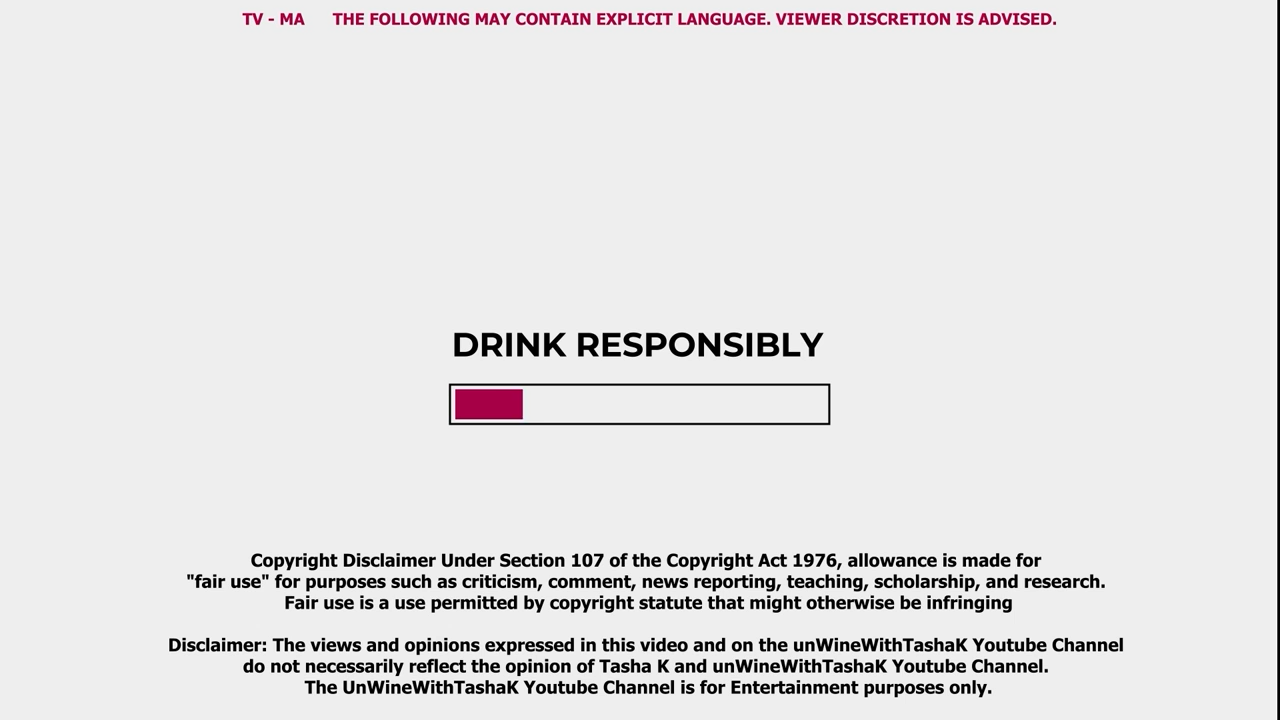 TV - MA THE FOLLOWING MAY CONTAIN EXPLICIT LANGUAGE. VIEWER DISCRETION IS ADVISED.
DRINK RESPONSIBLY
Copyright Disclaimer Under Section 107 of the Copyright Act 1976, allowance is made for
"fair use" for purposes such as criticism, comment, news reporting, teaching, scholarship, and research.
Fair use is a use permitted by copyright statute that might otherwise be infringing
Disclaimer: The views and opinions expressed in this video and on the unWineWithTashaK Youtube Channel
do not necessarily reflect the opinion of Tasha K and unWineWithTashaK Youtube Channel.
The UnWineWithTashaK Youtube Channel is for Entertainment purposes only.